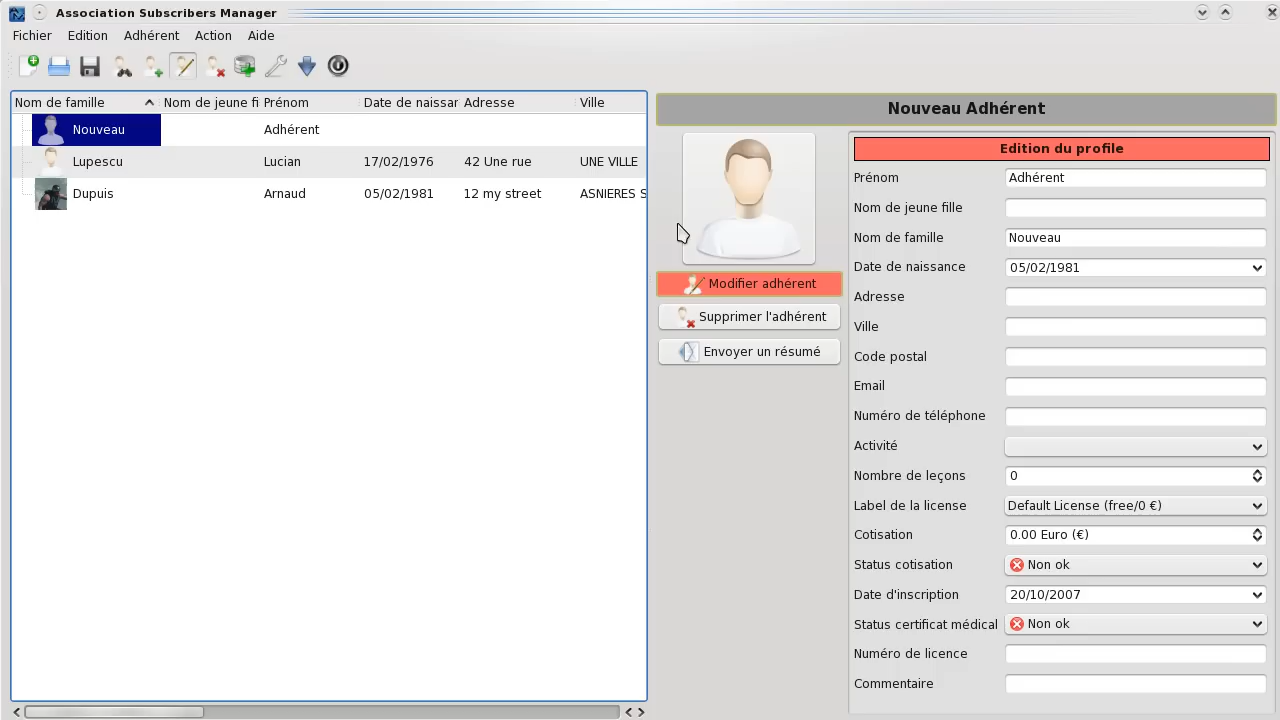 Association Subscribers Manager
Fichier Edition Adhérent Action Aide
Nom de famille Nom de jeune fi Prénom Date de naissar Adresse Ville
Nouveau Adhérent
Lupescu Lucian 17/02/1976 42 Une rue UNE VILLE
Dupuis Arnaud 05/02/1981 12 my street ASNIERES S
Nouveau Adhérent
Modifier adhérent
Supprimer l'adhérent
Envoyer un résumé
Edition du profile
Prénom Adhérent
Nom de jeune fille
Nom de famille Nouveau
Date de naissance 05/02/1981
Adresse
Ville
Code postal
Email
Numéro de téléphone
Activité
Nombre de leçons 0
Label de la license Default License (free/0 €)
Cotisation 0.00 Euro (€)
Status cotisation Non ok
Date d'inscription 20/10/2007
Status certificat médical Non ok
Numéro de licence
Commentaire